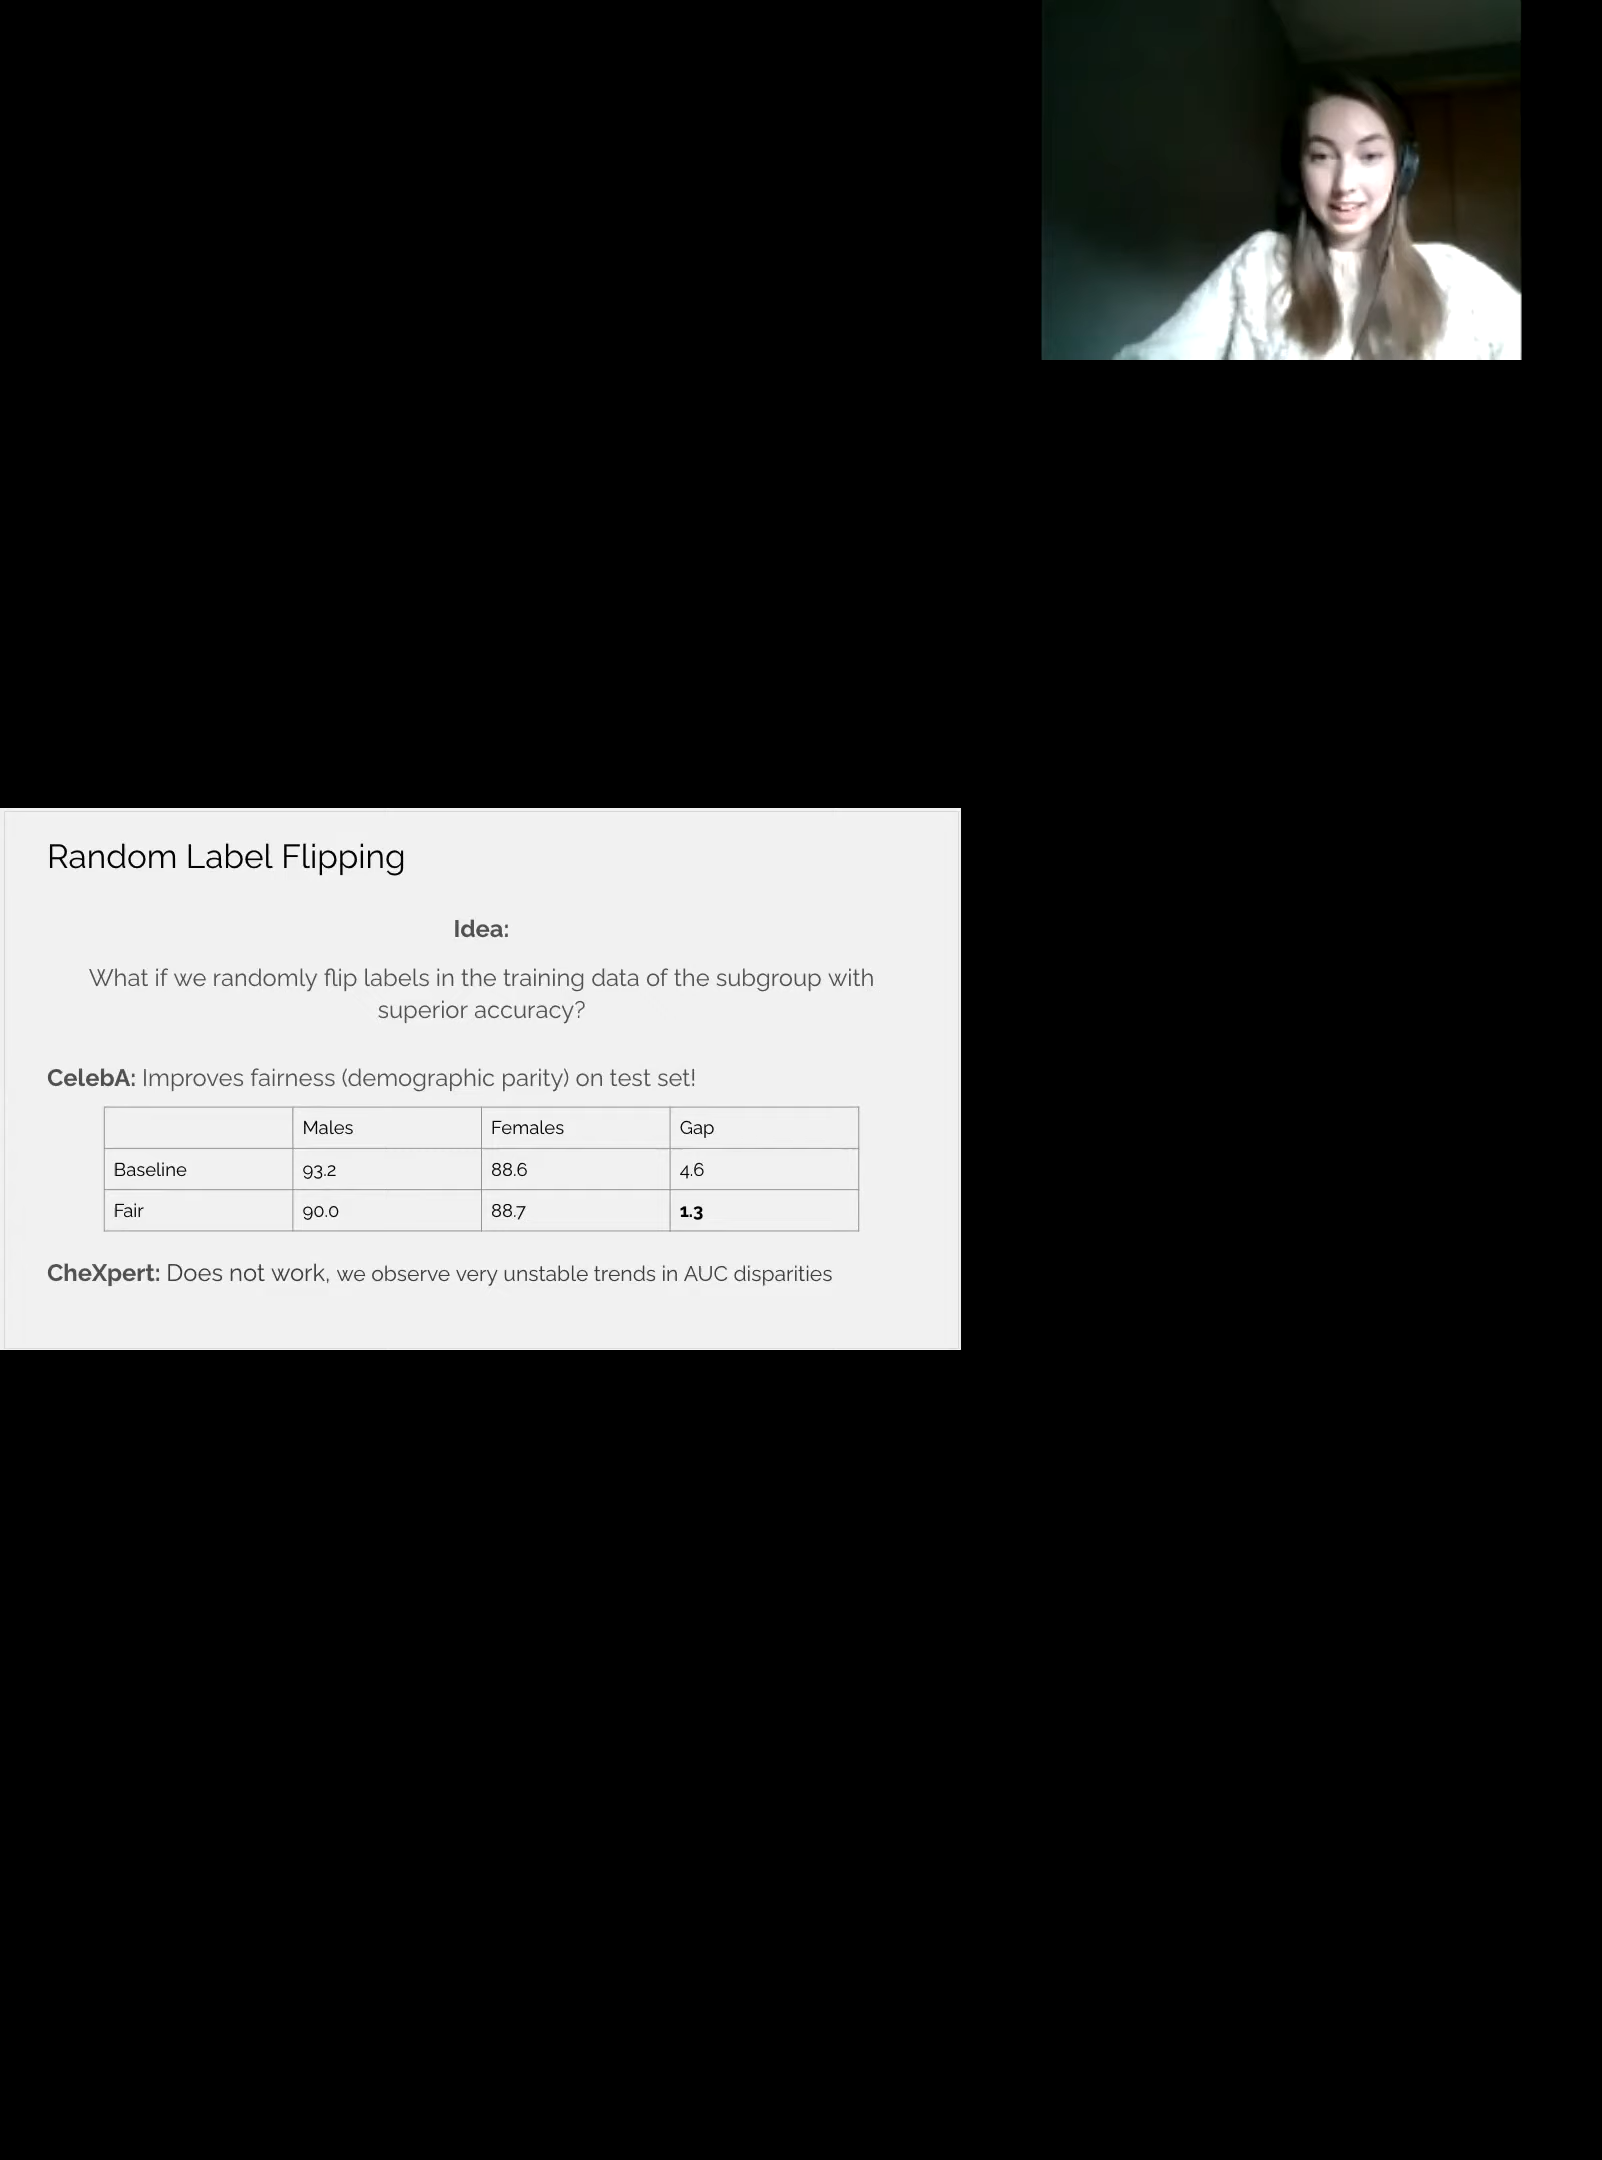 Random Label Flipping
Idea:
What if we randomly flip labels in the training data of the subgroup with
superior accuracy?
CelebA: Improves fairness (demographic parity) on test set!
Males Females Gap
Baseline 93.2 88.6 4.6
Fair 90.0 88.7 1.3
CheXpert: Does not work, we observe very unstable trends in AUC disparities